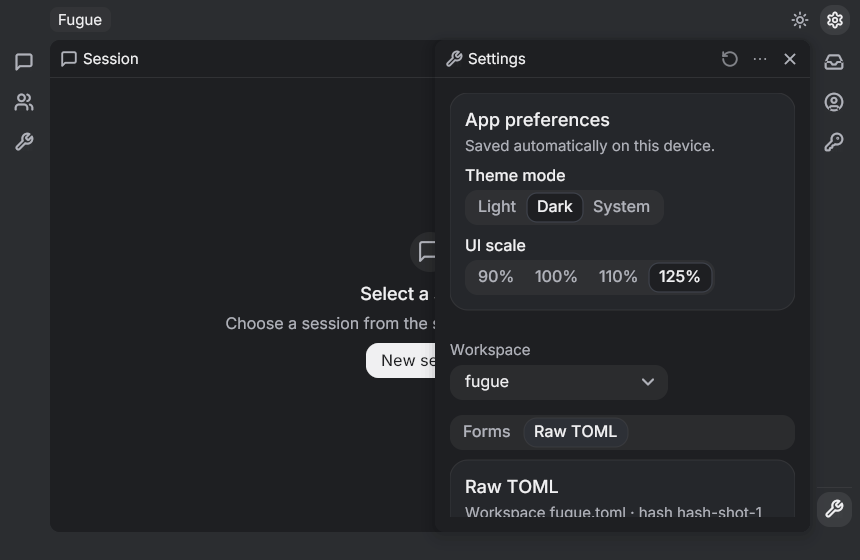 Fugue
Session
Settings
App preferences
Saved automatically on this device.
Theme mode
Light Dark System
UI scale
90% 100% 110% 125%
Select a
Choose a session from the
New se
Workspace
fugue
Forms Raw TOML
Raw TOML
Workspace fugue.toml · hash hash-shot-1